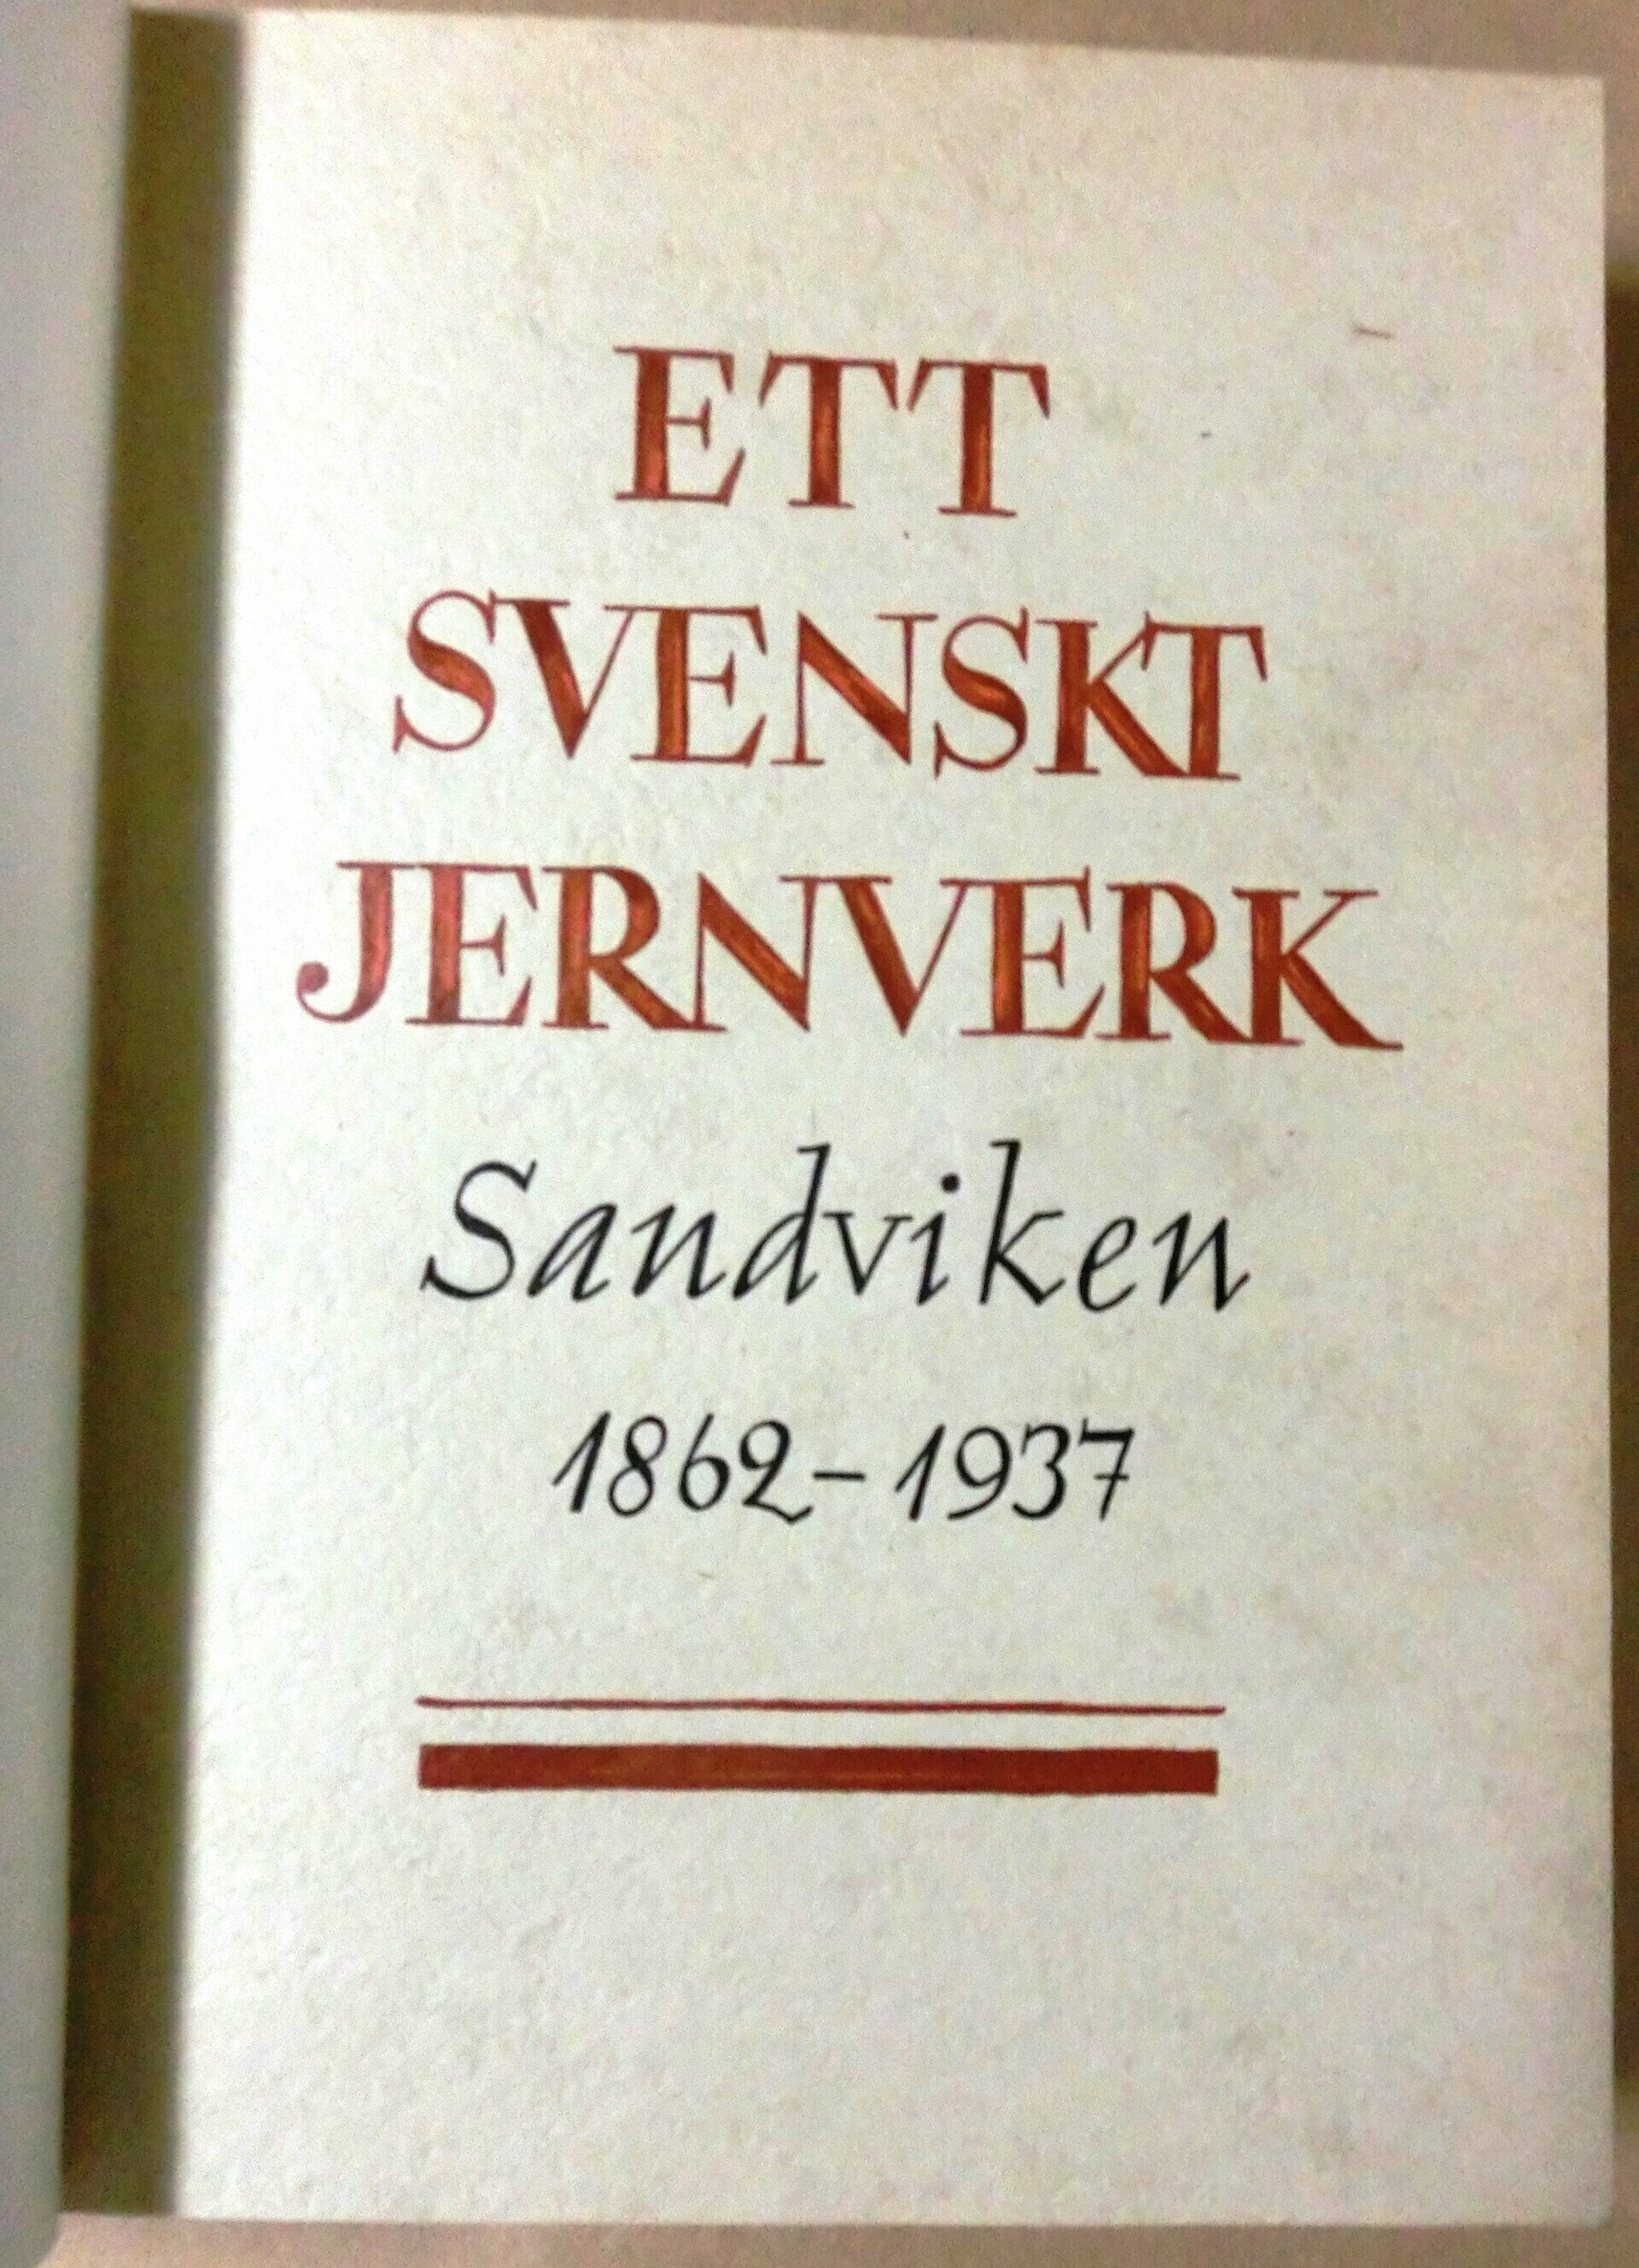 ETT
SVENSKT
JERNVERK
Sandviken
1862–1937